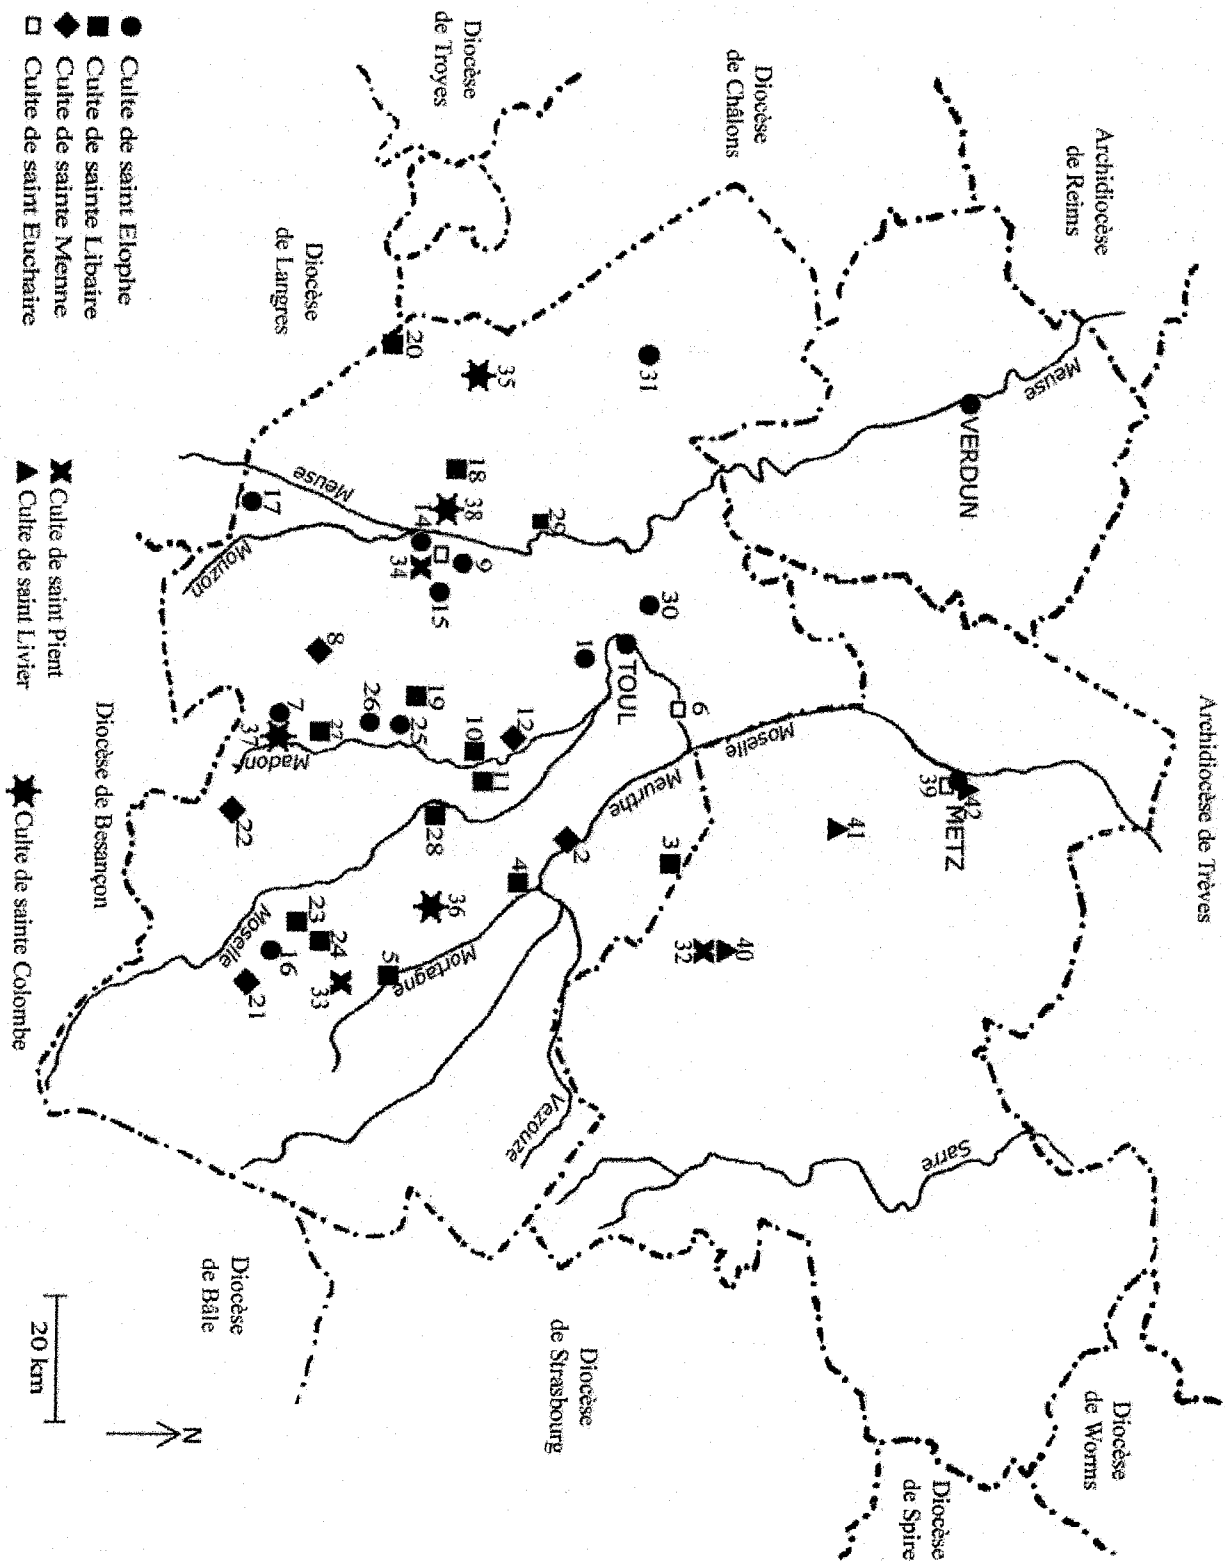 Archidiocèse
de Reims
Archidiocèse de Trèves
Diocèse
de Worms
Diocèse
de Spire
Diocèse
de Châlons
Diocèse
de Troyes
Diocèse
de Langres
Diocèse de Besançon
Diocèse
de Bâle
Diocèse
de Strasbourg
Meuse
VERDUN
METZ
42
39
41
Sarre
Moselle
6
TOUL
1
30
31
40
32
3
2
Meurthe
4
Vezouze
29
12
10
11
35
18
38
9
14
34
15
19
28
36
20
25
26
5
Mortagne
Meuse
8
27
24
33
7
37
Madon
23
16
17
Mouzon
22
Moselle
21
N
20 km
Culte de saint Elophe
Culte de sainte Libaire
Culte de sainte Menne
Culte de saint Euchaire
Culte de saint Pient
Culte de saint Livier
Culte de sainte Colombe